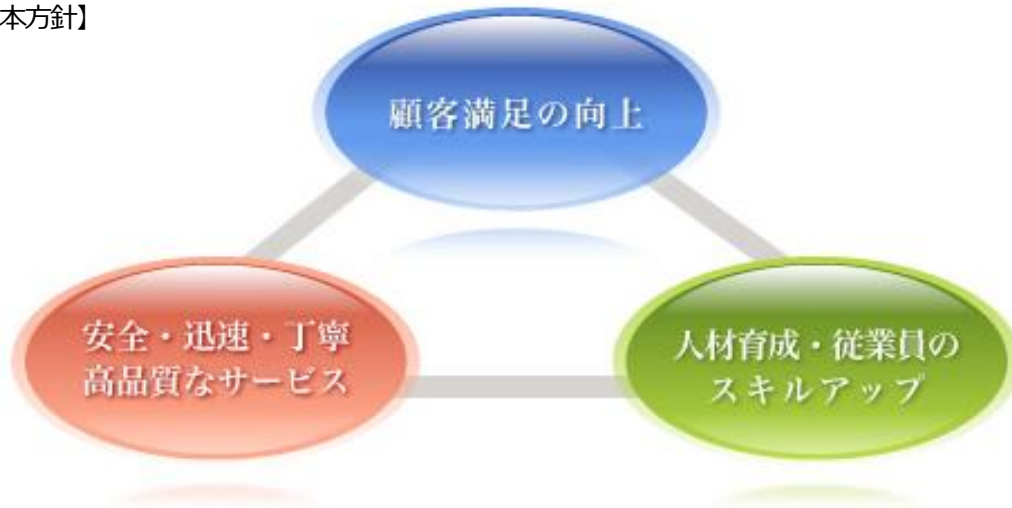 本方針】
顧客満足の向上
安全・迅速・丁寧
高品質なサービス
人材育成・従業員の
スキルアップ